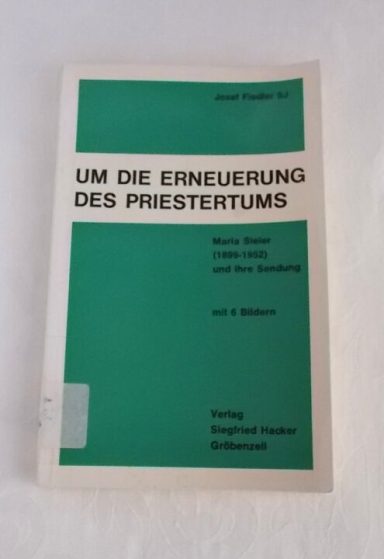 Josef Fiedler SJ
UM DIE ERNEUERUNG
DES PRIESTERTUMS
Maria Sieler
(1899-1952)
und ihre Sendung
mit 6 Bildern
Verlag
Siegfried Hacker
Gröbenzell